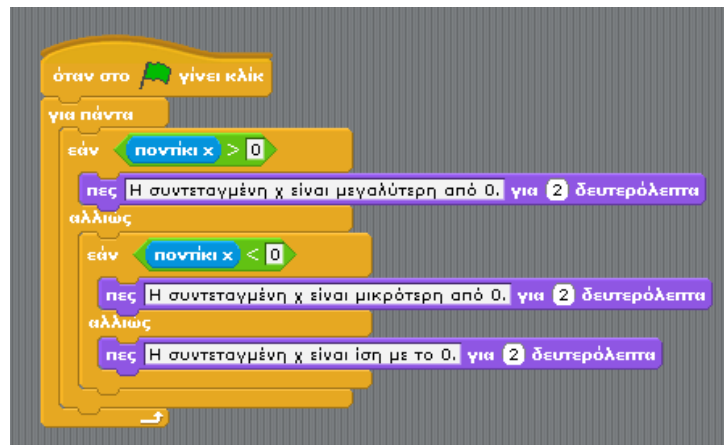 όταν στο γίνει κλικ
για πάντα
εάν ποντίκι x > 0
πες Η συντεταγμένη χ είναι μεγαλύτερη από 0. για 2 δευτερόλεπτα
αλλιώς
εάν ποντίκι x < 0
πες Η συντεταγμένη χ είναι μικρότερη από 0. για 2 δευτερόλεπτα
αλλιώς
πες Η συντεταγμένη χ είναι ίση με το 0. για 2 δευτερόλεπτα